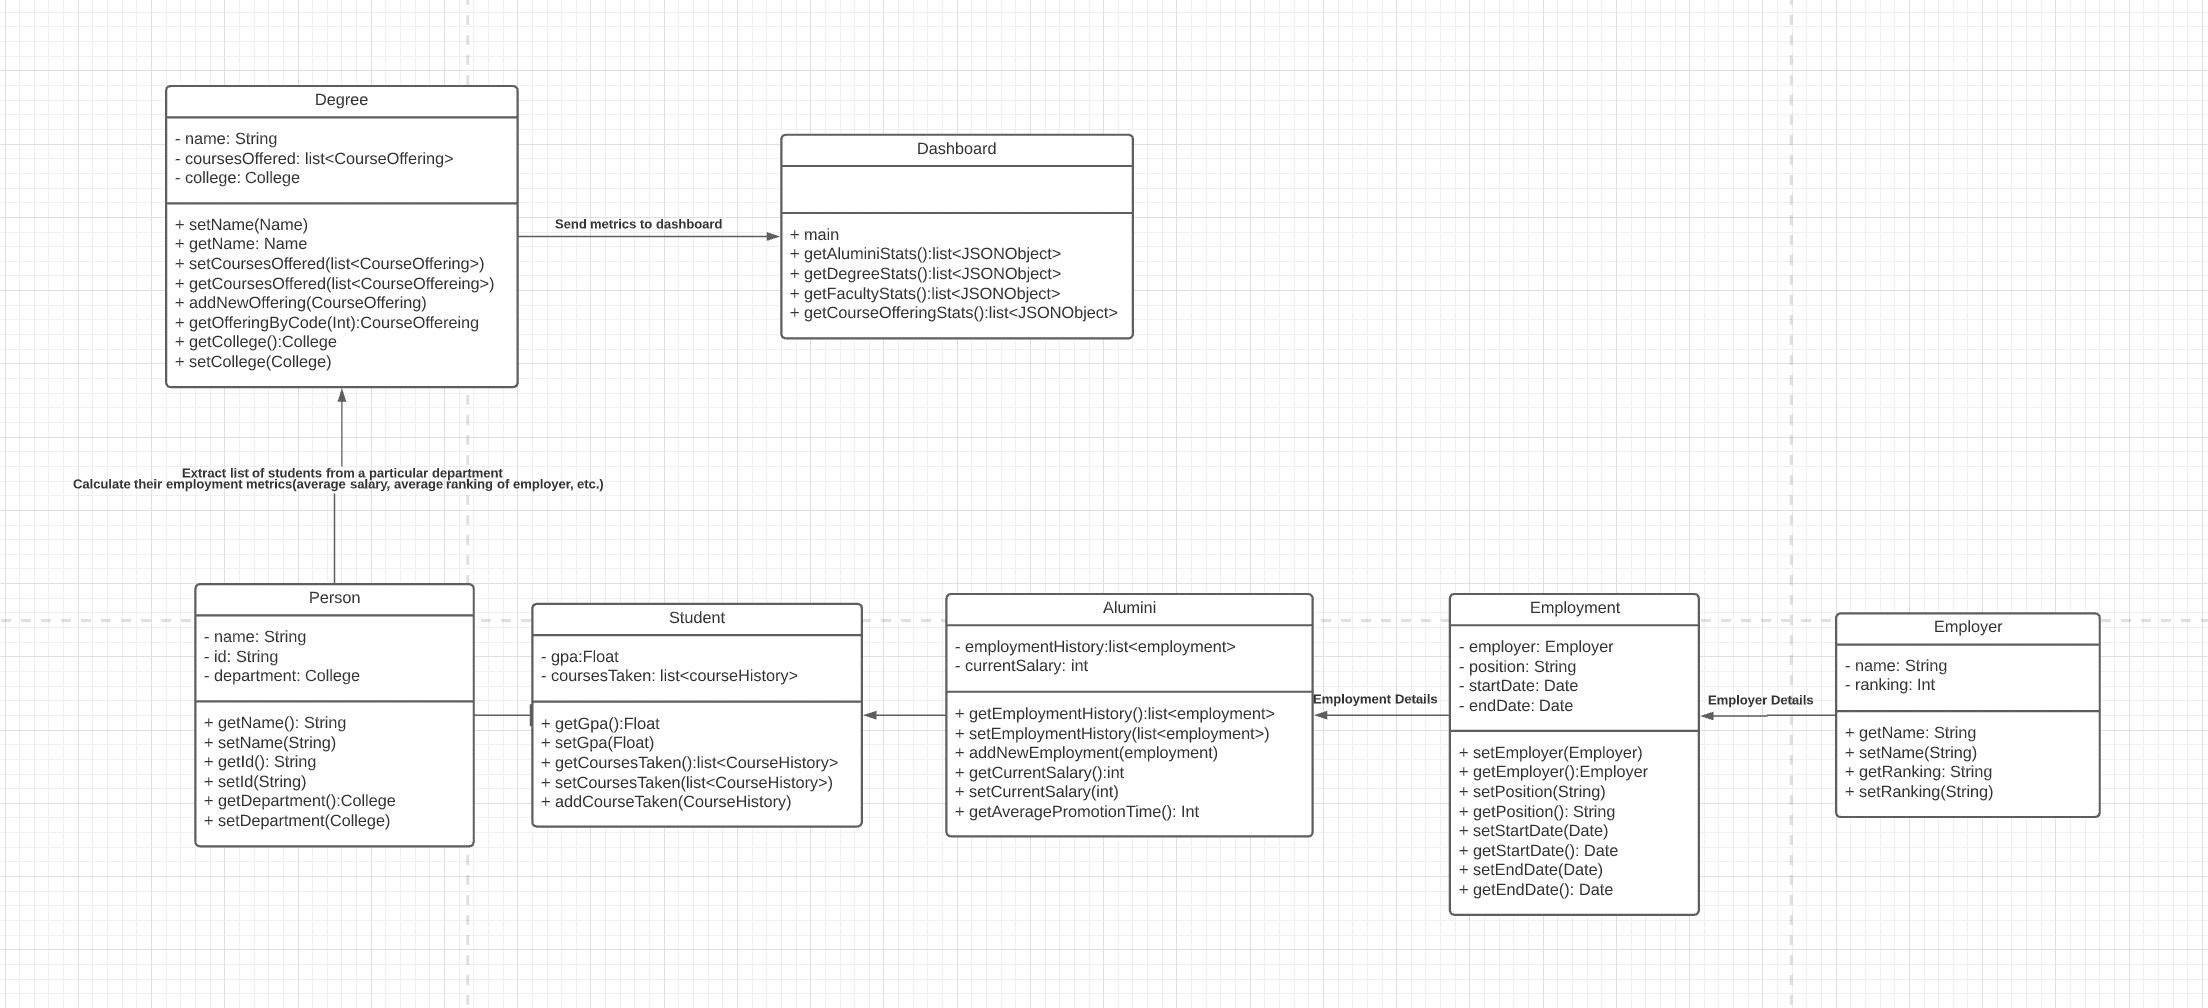 Degree
- name: String
- coursesOffered: list<CourseOffering>
- college: College
+ setName(Name)
+ getName: Name
+ setCoursesOffered(list<CourseOffering>)
+ getCoursesOffered(list<CourseOffereing>)
+ addNewOffering(CourseOffering)
+ getOfferingByCode(Int):CourseOffereing
+ getCollege():College
+ setCollege(College)
Send metrics to dashboard
Dashboard
+ main
+ getAluminiStats():list<JSONObject>
+ getDegreeStats():list<JSONObject>
+ getFacultyStats():list<JSONObject>
+ getCourseOfferingStats():list<JSONObject>
Extract list of students from a particular department
Calculate their employment metrics(average salary, average ranking of employer, etc.)
Person
- name: String
- id: String
- department: College
+ getName(): String
+ setName(String)
+ getId(): String
+ setId(String)
+ getDepartment():College
+ setDepartment(College)
Student
- gpa:Float
- coursesTaken: list<courseHistory>
+ getGpa():Float
+ setGpa(Float)
+ getCoursesTaken():list<CourseHistory>
+ setCoursesTaken(list<CourseHistory>)
+ addCourseTaken(CourseHistory)
Alumini
- employmentHistory:list<employment>
- currentSalary: int
+ getEmploymentHistory():list<employment>
+ setEmploymentHistory(list<employment>)
+ addNewEmployment(employment)
+ getCurrentSalary():int
+ setCurrentSalary(int)
+ getAveragePromotionTime(): Int
Employment Details
Employment
- employer: Employer
- position: String
- startDate: Date
- endDate: Date
+ setEmployer(Employer)
+ getEmployer():Employer
+ setPosition(String)
+ getPosition(): String
+ setStartDate(Date)
+ getStartDate(): Date
+ setEndDate(Date)
+ getEndDate(): Date
Employer Details
Employer
- name: String
- ranking: Int
+ getName: String
+ setName(String)
+ getRanking: String
+ setRanking(String)